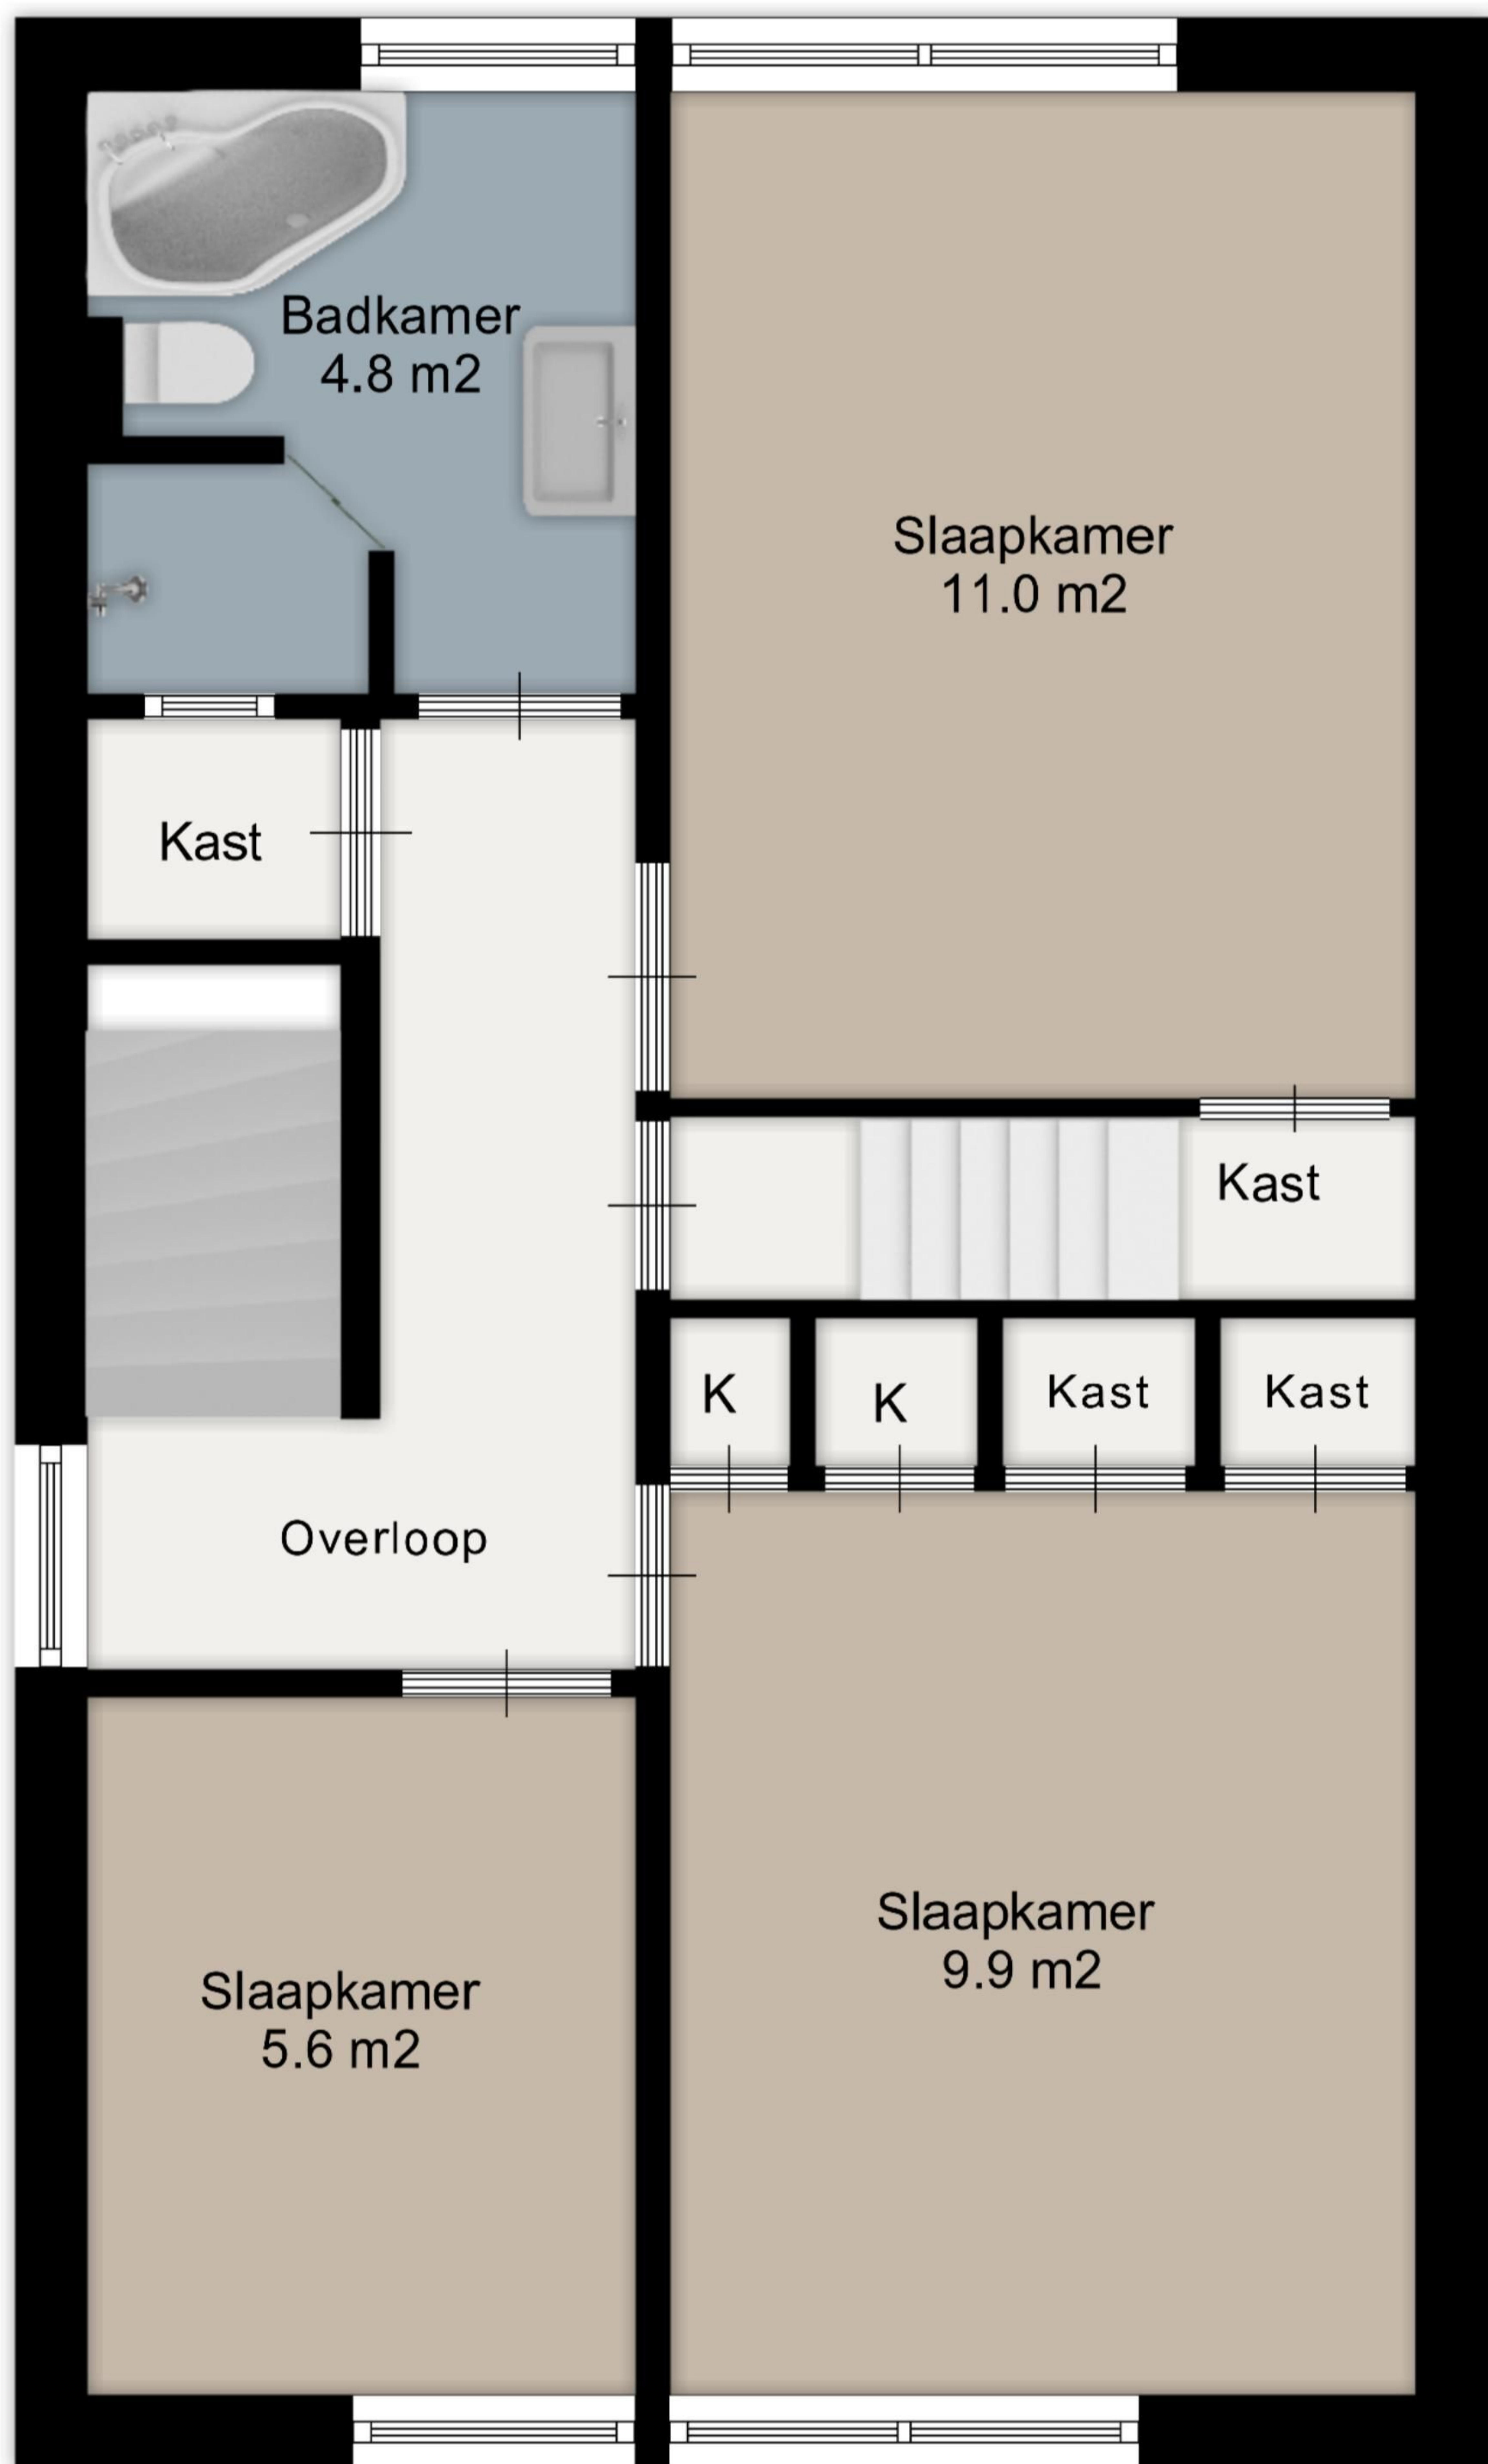 Badkamer
4.8 m2
Slaapkamer
11.0 m2
Kast
Kast
K
K
Kast
Kast
Overloop
Slaapkamer
9.9 m2
Slaapkamer
5.6 m2